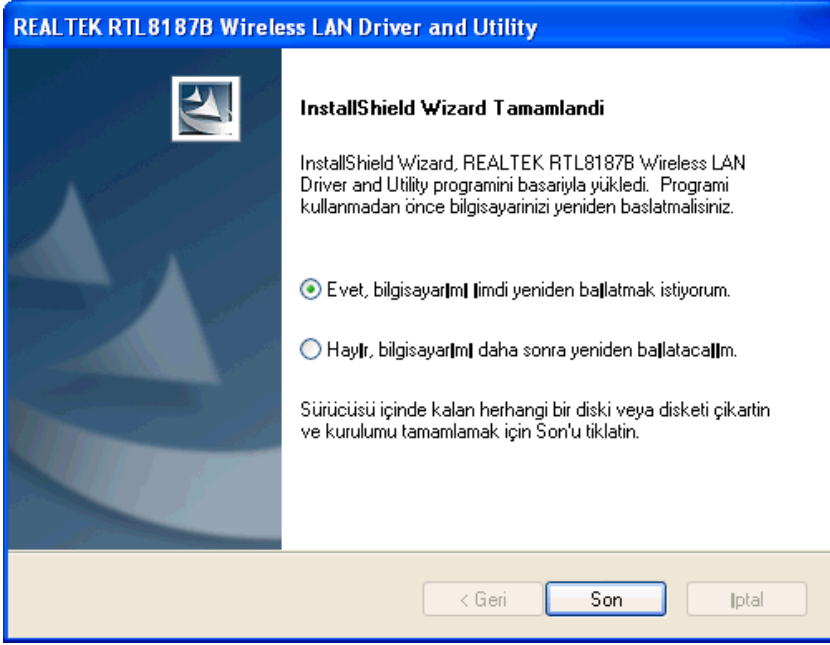 REALTEK RTL8187B Wireless LAN Driver and Utility
InstallShield Wizard Tamamlandi
InstallShield Wizard, REALTEK RTL8187B Wireless LAN
Driver and Utility programini basariyla yükledi. Programi
kullanmadan önce bilgisayarinizi yeniden baslatmalisiniz.
Evet, bilgisayar|m| |imdi yeniden ba|latmak istiyorum.
Hay|r, bilgisayar|m| daha sonra yeniden ba|lataca||m.
Sürücüsü içinde kalan herhangi bir diski veya disketi çikartin
ve kurulumu tamamlamak için Son'u tiklatin.
< Geri
Son
|ptal